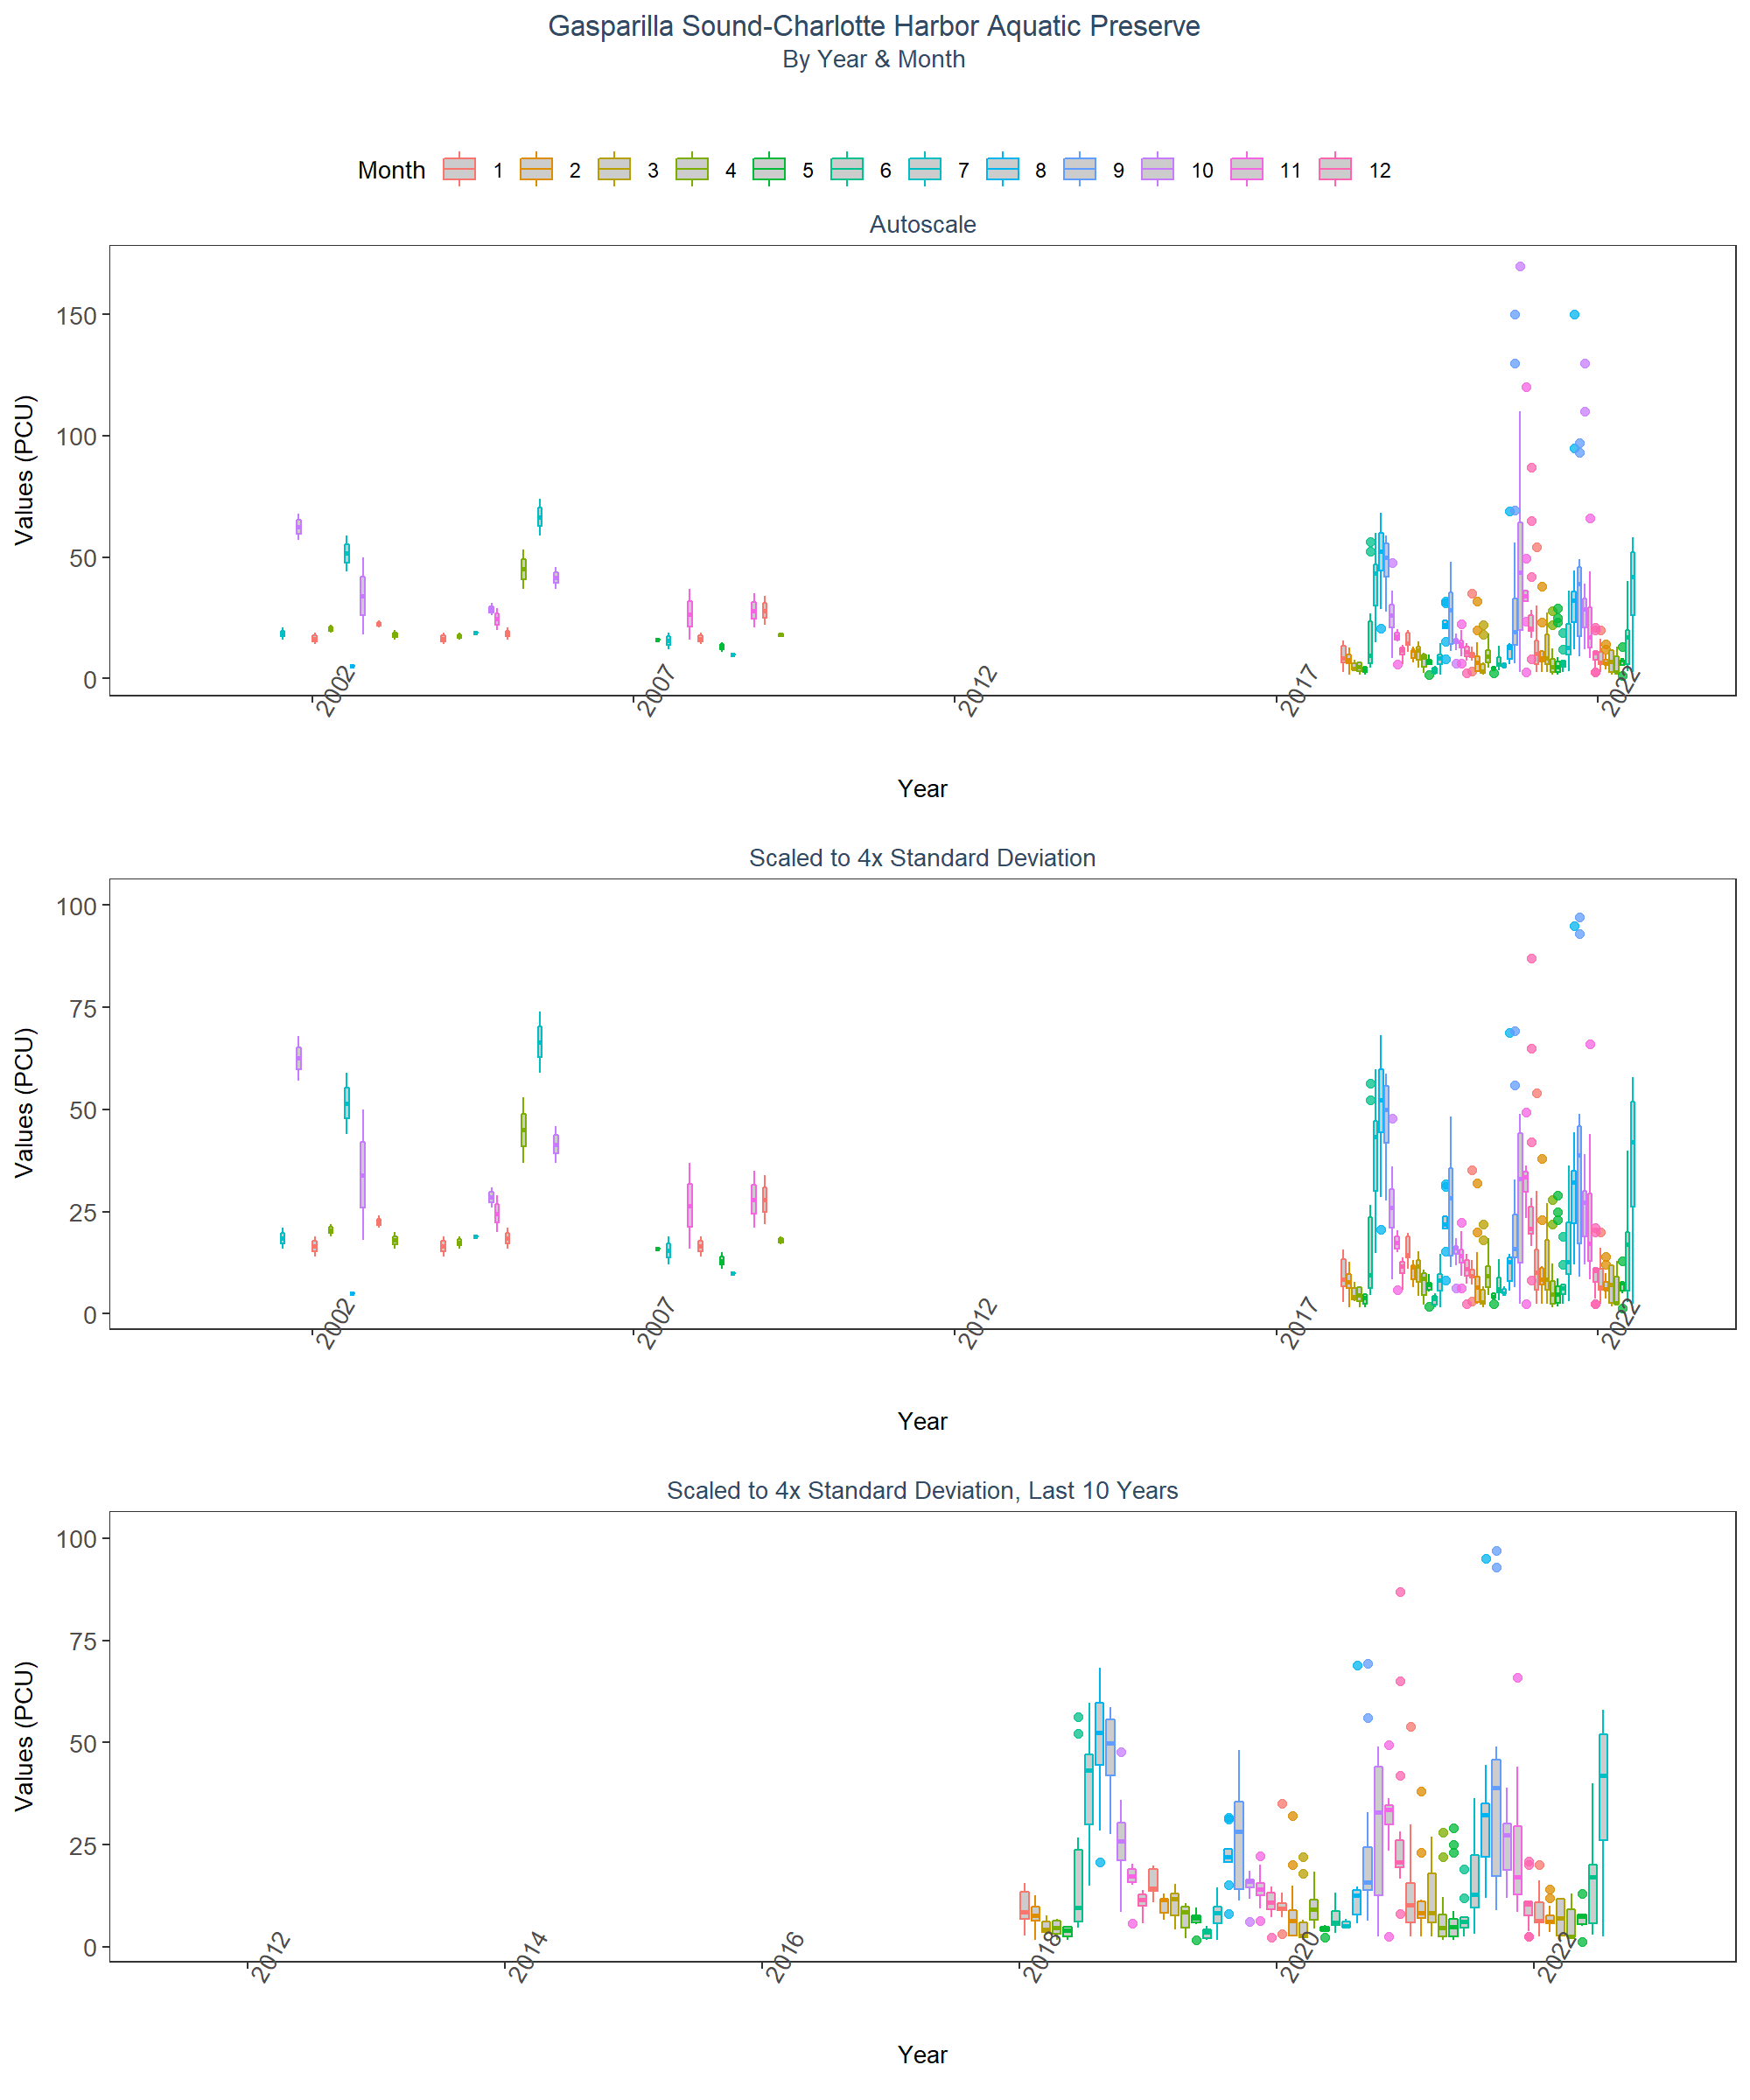 Gasparilla Sound-Charlotte Harbor Aquatic Preserve
By Year & Month
Month 1 2 3 4 5 6 7 8 9 10 11 12
Autoscale
Values (PCU)
150
100
50
0
2002 2007 2012 2017 2022
Year
Scaled to 4x Standard Deviation
Values (PCU)
100
75
50
25
0
2002 2007 2012 2017 2022
Year
Scaled to 4x Standard Deviation, Last 10 Years
Values (PCU)
100
75
50
25
0
2012 2014 2016 2018 2020 2022
Year